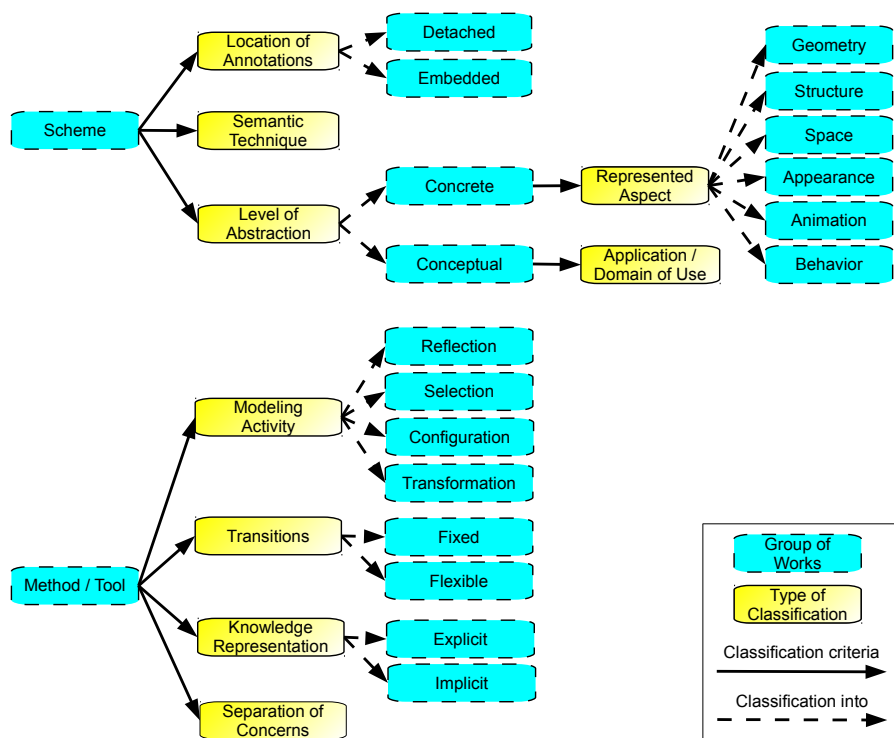 Scheme
Location of
Annotations
Detached
Embedded
Semantic
Technique
Level of
Abstraction
Concrete
Conceptual
Represented
Aspect
Application /
Domain of Use
Geometry
Structure
Space
Appearance
Animation
Behavior
Method / Tool
Modeling
Activity
Reflection
Selection
Configuration
Transformation
Transitions
Fixed
Flexible
Knowledge
Representation
Explicit
Implicit
Separation of
Concerns
Group of
Works
Type of
Classification
Classification criteria
Classification into